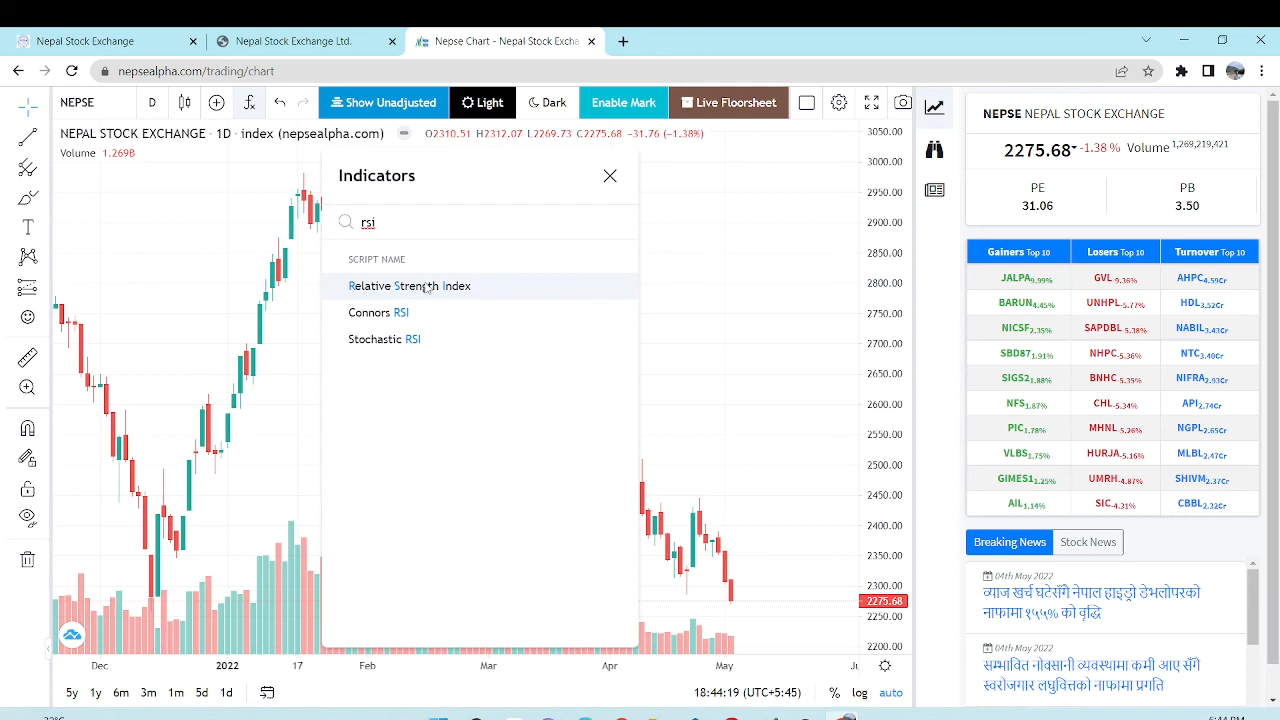 Nepal Stock Exchange
Nepal Stock Exchange Ltd.
Nepse Chart - Nepal Stock Excha
nepsealpha.com/trading/chart
NEPSE D Show Unadjusted Light Dark Enable Mark Live Floorsheet
NEPAL STOCK EXCHANGE · 1D · index (nepsealpha.com) O2310.51 H2312.07 L2269.73 C2275.68 -31.76 (-1.38%)
Volume 1.269B
Indicators
rsi
SCRIPT NAME
Relative Strength Index
Connors RSI
Stochastic RSI
3050.00
3000.00
2950.00
2900.00
2850.00
2800.00
2750.00
2700.00
2650.00
2600.00
2550.00
2500.00
2450.00
2400.00
2350.00
2300.00
2275.68
2250.00
2200.00
Dec 2022 17 Feb Mar Apr May
5y 1y 6m 3m 1m 5d 1d
18:44:19 (UTC+5:45) % log auto
NEPSE NEPAL STOCK EXCHANGE
2275.68 -1.38 % Volume 1,269,219,421
PE PB
31.06 3.50
Gainers Top 10 Losers Top 10 Turnover Top 10
JALPA 9.99% GVL -9.36% AHPC 4.59Cr
BARUN 4.45% UNHPL -5.77% HDL 3.52Cr
NICSF 2.35% SAPDBL -5.38% NABIL 3.43Cr
SBD87 1.91% NHPC -5.36% NTC 3.40Cr
SIGS2 1.88% BNHC -5.35% NIFRA 2.93Cr
NFS 1.87% CHL -5.34% API 2.74Cr
PIC 1.78% MHNL -5.26% NGPL 2.65Cr
VLBS 1.75% HURJA -5.16% MLBL 2.47Cr
GIMES1 1.25% UMRH -4.87% SHIVM 2.37Cr
AIL 1.14% SIC -4.31% CBBL 2.32Cr
Breaking News Stock News
04th May 2022
व्याज खर्च घटेसँगै नेपाल हाइड्रो डेभलोपरको
नाफामा १५५% को वृद्धि
04th May 2022
सम्भावित नोक्सानी व्यवस्थामा कमी आए सँगै
स्वरोजगार लघुवित्तको नाफामा प्रगति